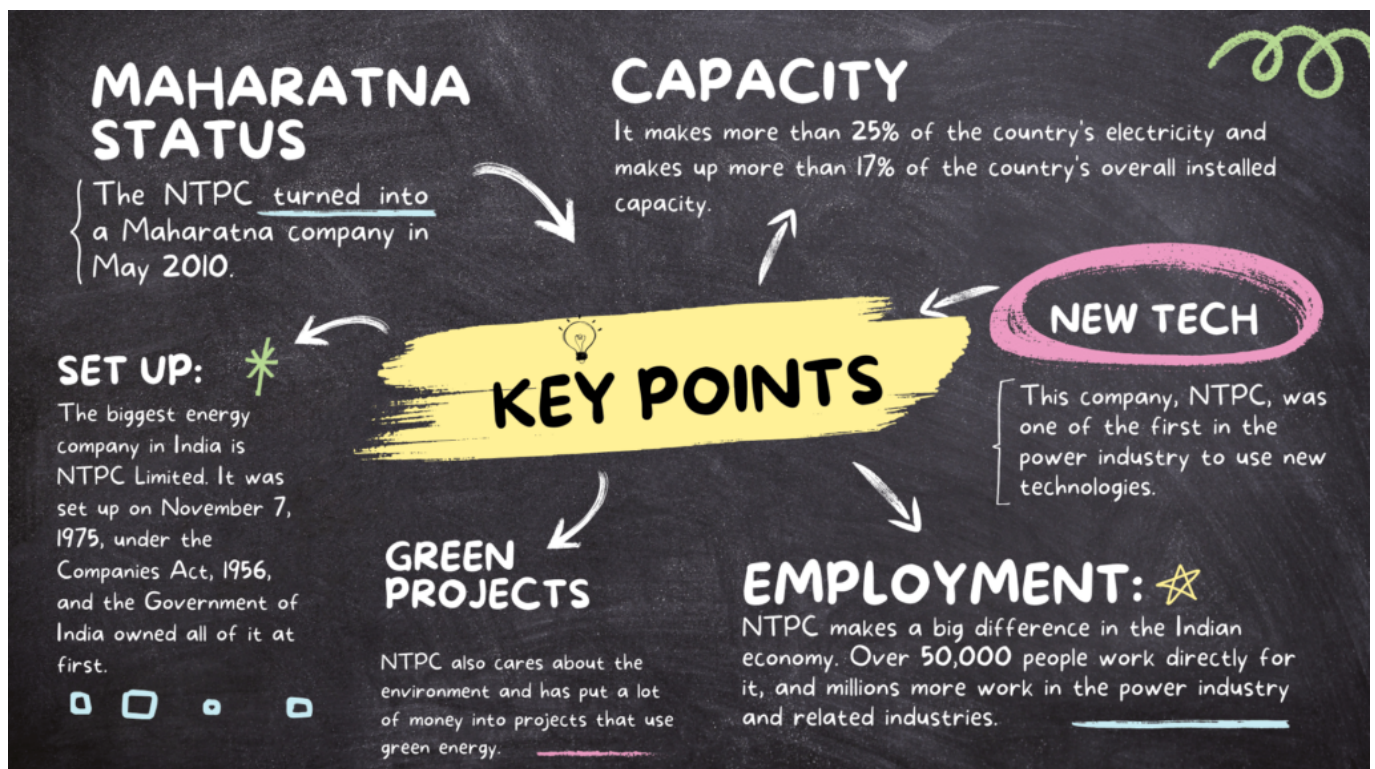 MAHARATNA
STATUS
The NTPC turned into
a Maharatna company in
May 2010.
CAPACITY
It makes more than 25% of the country's electricity and
makes up more than 17% of the country's overall installed
capacity.
KEY POINTS
NEW TECH
This company, NTPC, was
one of the first in the
power industry to use new
technologies.
SET UP:
The biggest energy
company in India is
NTPC Limited. It was
set up on November 7,
1975, under the
Companies Act, 1956,
and the Government of
India owned all of it at
first.
GREEN
PROJECTS
NTPC also cares about the
environment and has put a lot
of money into projects that use
green energy.
EMPLOYMENT:
NTPC makes a big difference in the Indian
economy. Over 50,000 people work directly for
it, and millions more work in the power industry
and related industries.